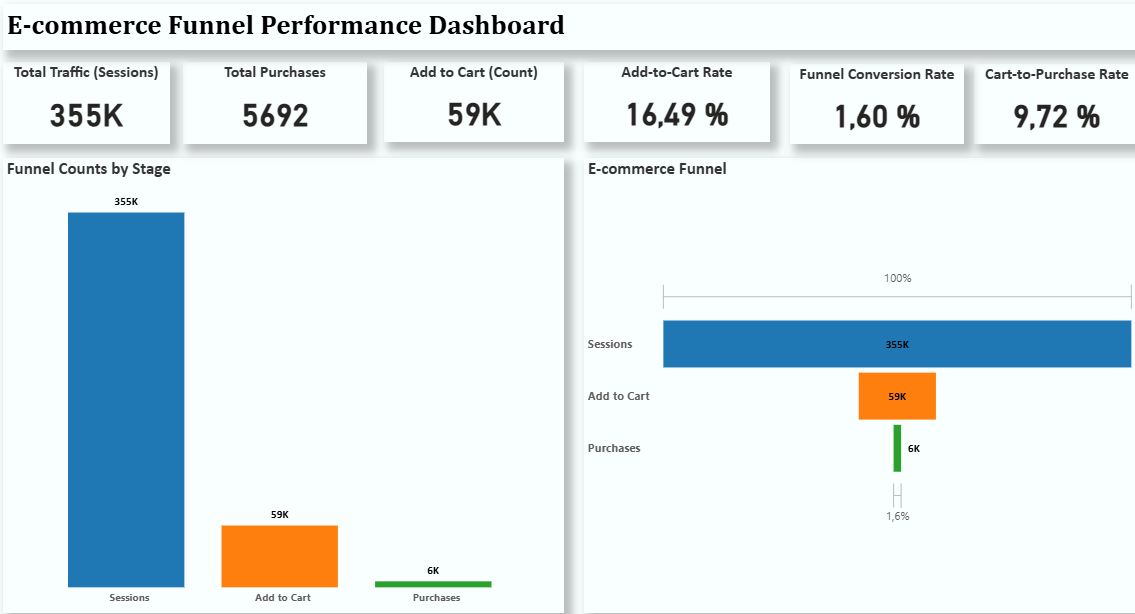 E-commerce Funnel Performance Dashboard
Total Traffic (Sessions)
355K
Total Purchases
5692
Add to Cart (Count)
59K
Add-to-Cart Rate
16,49 %
Funnel Conversion Rate
1,60 %
Cart-to-Purchase Rate
9,72 %
Funnel Counts by Stage
355K
59K
6K
Sessions
Add to Cart
Purchases
E-commerce Funnel
100%
Sessions
355K
Add to Cart
59K
Purchases
6K
1,6%